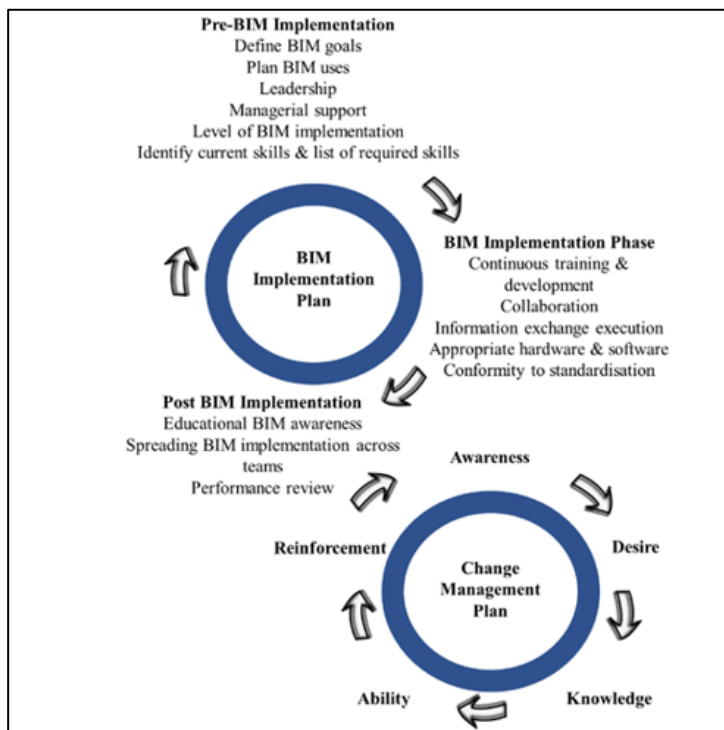 Pre-BIM Implementation
Define BIM goals
Plan BIM uses
Leadership
Managerial support
Level of BIM implementation
Identify current skills & list of required skills
BIM
Implementation
Plan
BIM Implementation Phase
Continuous training &
development
Collaboration
Information exchange execution
Appropriate hardware & software
Conformity to standardisation
Post BIM Implementation
Educational BIM awareness
Spreading BIM implementation across
teams
Performance review
Awareness
Desire
Knowledge
Ability
Reinforcement
Change
Management
Plan